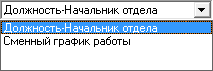 Должность-Начальник отдела
Должность-Начальник отдела
Сменный график работы